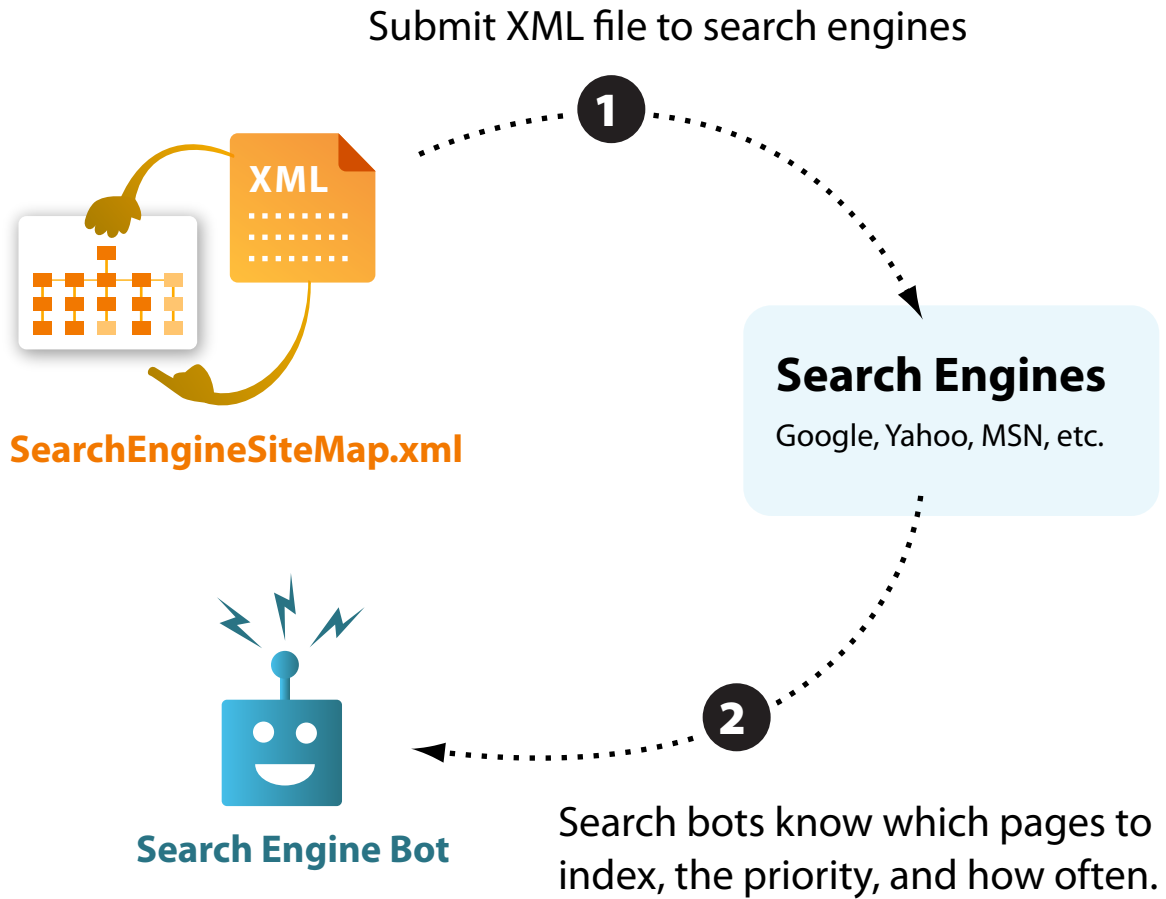 Submit XML file to search engines
1
XML
Search Engines
Google, Yahoo, MSN, etc.
SearchEngineSiteMap.xml
2
Search bots know which pages to
index, the priority, and how often.
Search Engine Bot